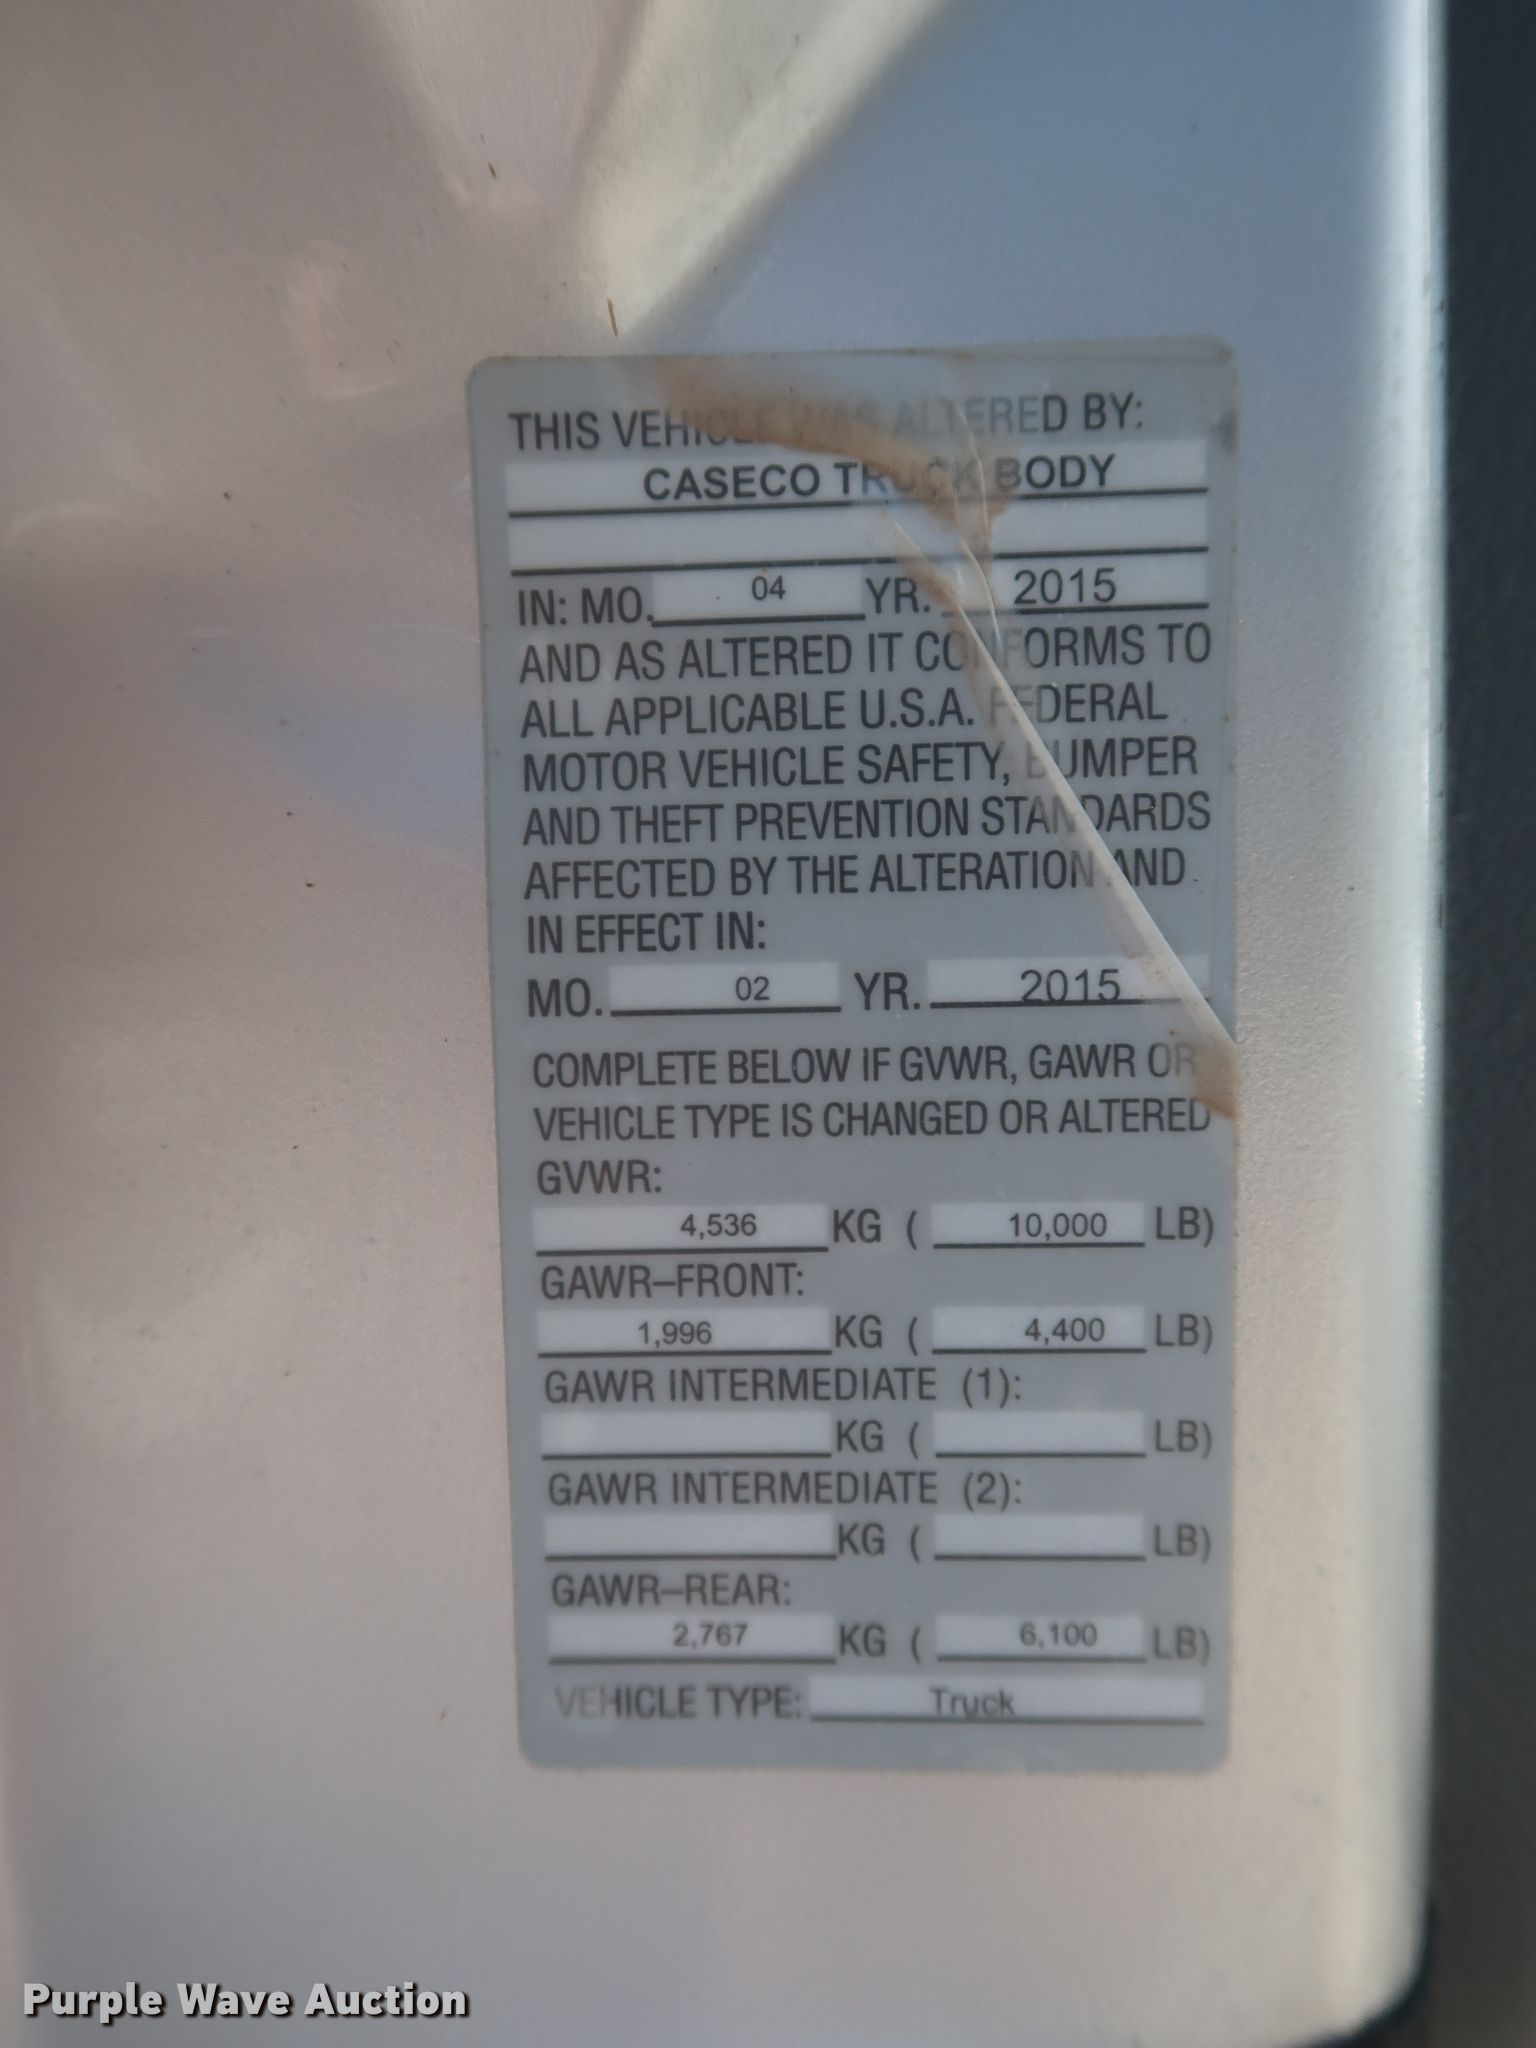 THIS VEHICLE WAS ALTERED BY:
CASECO TRUCK BODY
IN: MO. 04 YR. 2015
AND AS ALTERED IT CONFORMS TO
ALL APPLICABLE U.S.A. FEDERAL
MOTOR VEHICLE SAFETY, BUMPER
AND THEFT PREVENTION STANDARDS
AFFECTED BY THE ALTERATION AND
IN EFFECT IN:
MO. 02 YR. 2015
COMPLETE BELOW IF GVWR, GAWR OR
VEHICLE TYPE IS CHANGED OR ALTERED
GVWR:
4,536 KG ( 10,000 LB)
GAWR–FRONT:
1,996 KG ( 4,400 LB)
GAWR INTERMEDIATE (1):
KG ( LB)
GAWR INTERMEDIATE (2):
KG ( LB)
GAWR–REAR:
2,767 KG ( 6,100 LB)
VEHICLE TYPE: Truck
Purple Wave Auction